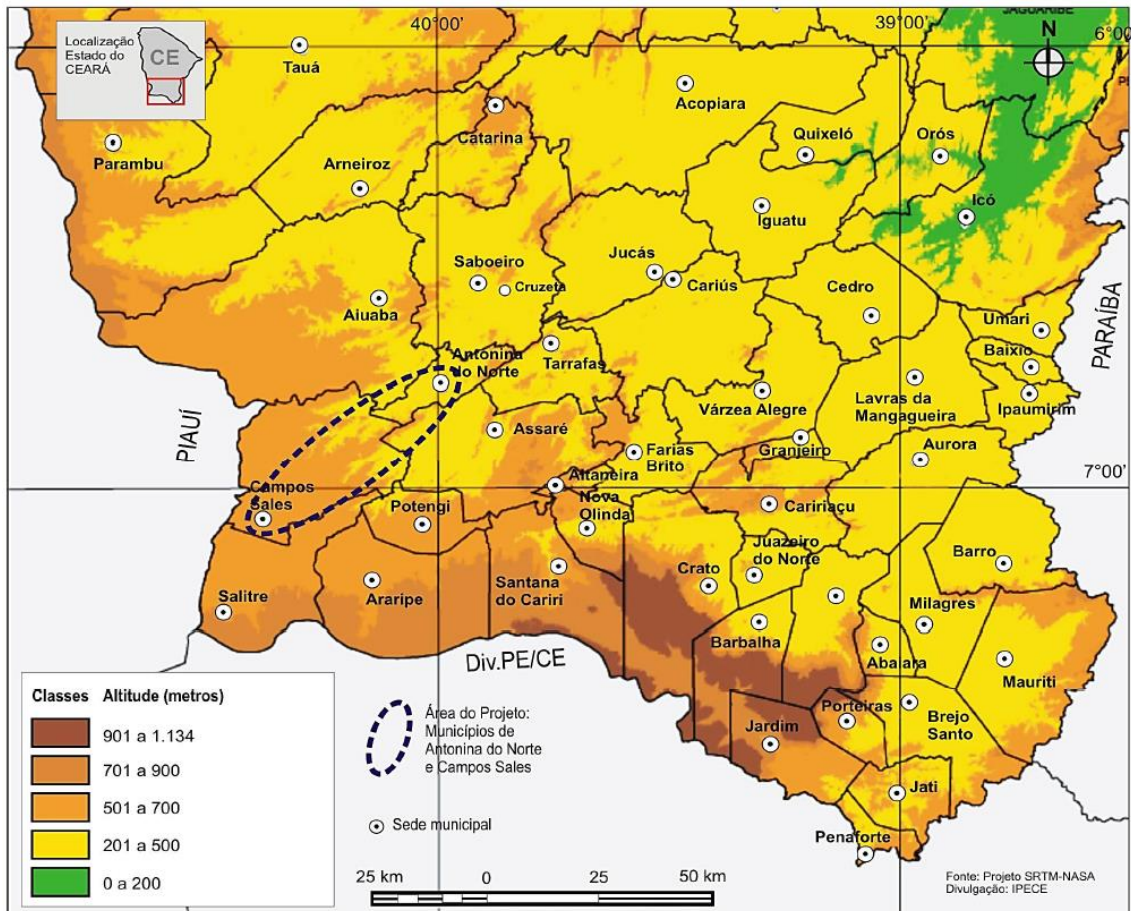 Localização
Estado do
CEARÁ
CE
40°00'
39°00'
JAGUARIBE
N
6°00'
Tauá
Acopiara
Catarina
Quixeló
Orós
Parambu
Arneiroz
Icó
Iguatu
Saboeiro
Jucás
Cruzeta
Cariús
Cedro
Aiuaba
Umari
PARAÍBA
Antonina
do Norte
Tarrafas
Baixio
Várzea Alegre
Lavras da
Mangagueira
Ipaumirim
PIAUÍ
Assaré
Farias
Brito
Granjeiro
Aurora
Altaneira
7°00'
Campos
Sales
Potengi
Nova
Olinda
Caririaçu
Juazeiro
do Norte
Barro
Crato
Santana
do Cariri
Salitre
Araripe
Milagres
Barbalha
Abaiara
Div.PE/CE
Mauriti
Porteiras
Brejo
Santo
Jardim
Jati
Penaforte
Classes Altitude (metros)
901 a 1.134
701 a 900
501 a 700
201 a 500
0 a 200
Área do Projeto:
Municípios de
Antonina do Norte
e Campos Sales
Sede municipal
25 km 0 25 50 km
Fonte: Projeto SRTM-NASA
Divulgação: IPECE